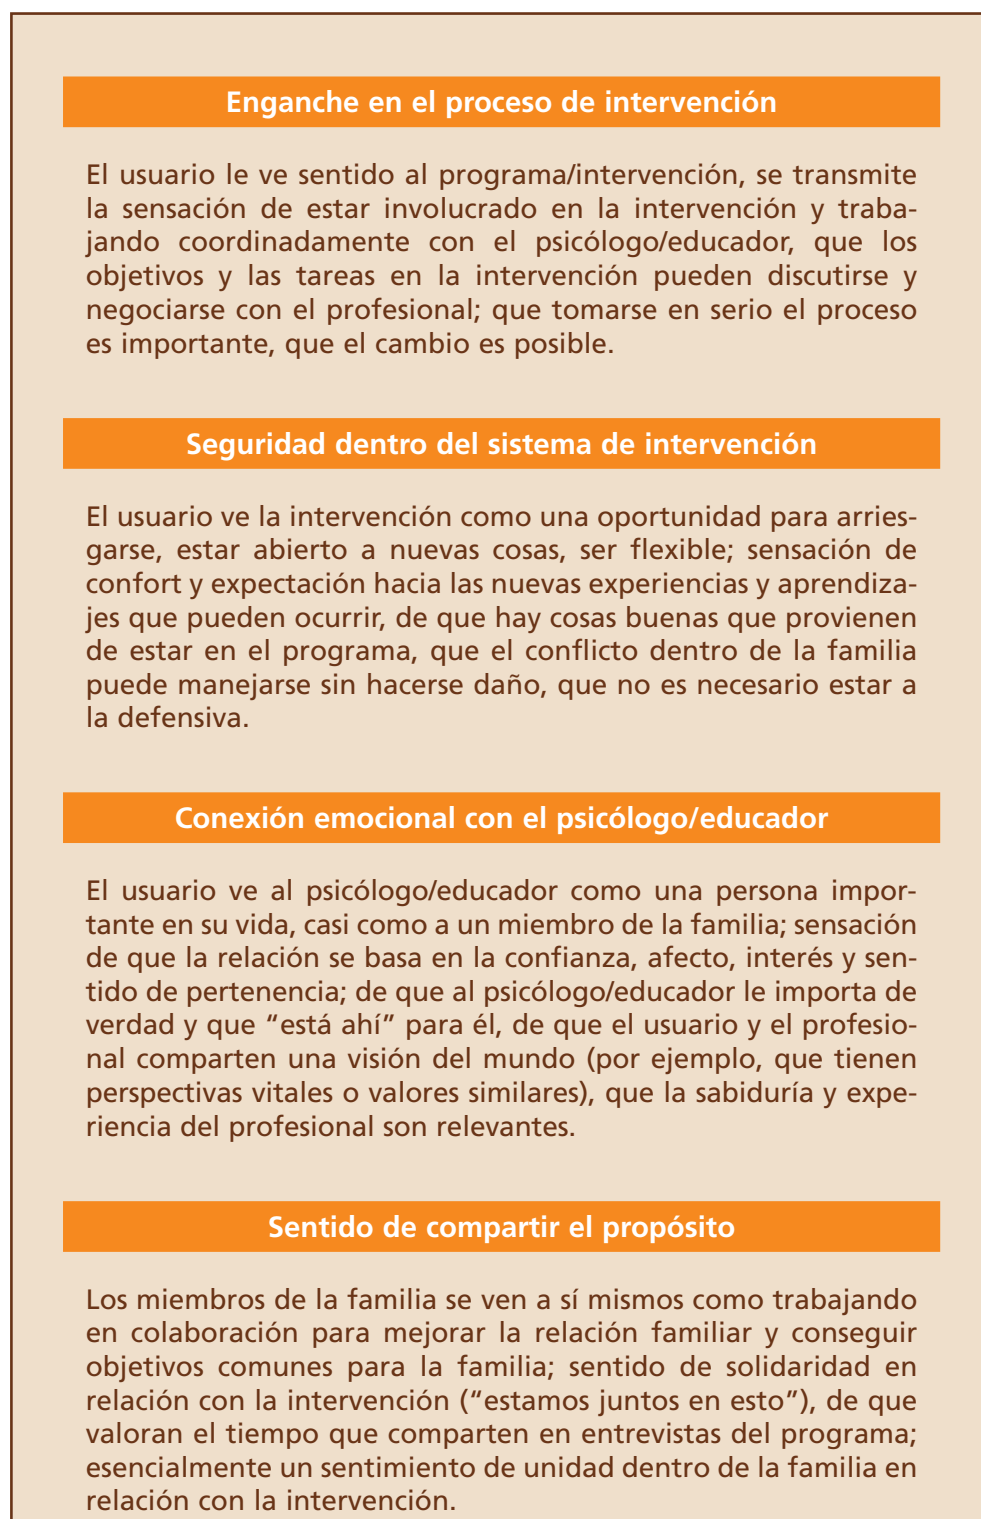 Enganche en el proceso de intervención
El usuario le ve sentido al programa/intervención, se transmite
la sensación de estar involucrado en la intervención y traba-
jando coordinadamente con el psicólogo/educador, que los
objetivos y las tareas en la intervención pueden discutirse y
negociarse con el profesional; que tomarse en serio el proceso
es importante, que el cambio es posible.
Seguridad dentro del sistema de intervención
El usuario ve la intervención como una oportunidad para arries-
garse, estar abierto a nuevas cosas, ser flexible; sensación de
confort y expectación hacia las nuevas experiencias y aprendiza-
jes que pueden ocurrir, de que hay cosas buenas que provienen
de estar en el programa, que el conflicto dentro de la familia
puede manejarse sin hacerse daño, que no es necesario estar a
la defensiva.
Conexión emocional con el psicólogo/educador
El usuario ve al psicólogo/educador como una persona impor-
tante en su vida, casi como a un miembro de la familia; sensación
de que la relación se basa en la confianza, afecto, interés y sen-
tido de pertenencia; de que al psicólogo/educador le importa de
verdad y que “está ahí” para él, de que el usuario y el profesio-
nal comparten una visión del mundo (por ejemplo, que tienen
perspectivas vitales o valores similares), que la sabiduría y expe-
riencia del profesional son relevantes.
Sentido de compartir el propósito
Los miembros de la familia se ven a sí mismos como trabajando
en colaboración para mejorar la relación familiar y conseguir
objetivos comunes para la familia; sentido de solidaridad en
relación con la intervención (“estamos juntos en esto”), de que
valoran el tiempo que comparten en entrevistas del programa;
esencialmente un sentimiento de unidad dentro de la familia en
relación con la intervención.